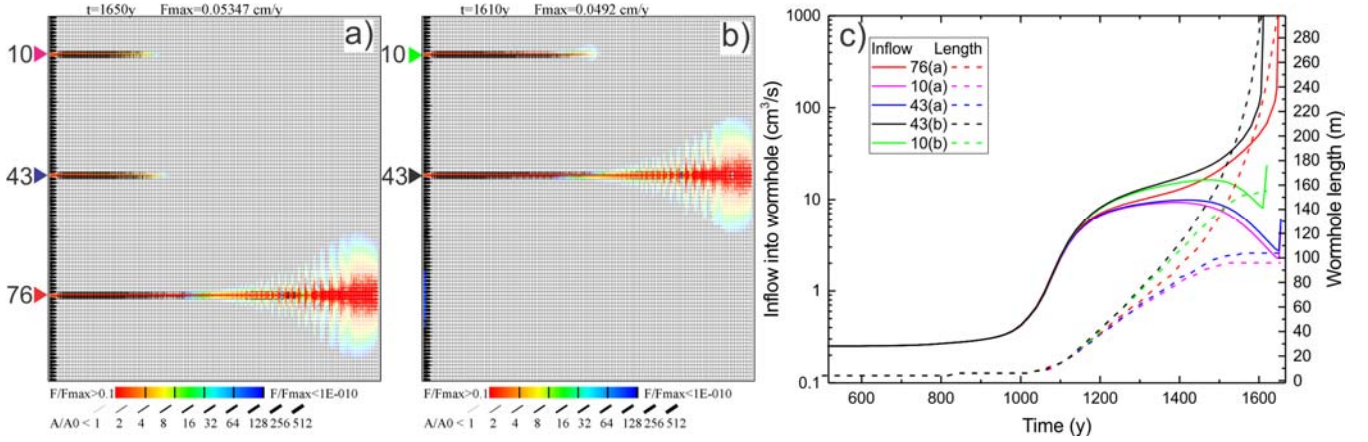 t=1650y Fmax=0.05347 cm/y
a)
10
43
76
F/Fmax>0.1 F/Fmax<1E-010
A/A0 < 1 2 4 8 16 32 64 128 256 512
t=1610y Fmax=0.0492 cm/y
b)
10
43
F/Fmax>0.1 F/Fmax<1E-010
A/A0 < 1 2 4 8 16 32 64 128 256 512
c)
Inflow Length
76(a)
10(a)
43(a)
43(b)
10(b)
Inflow into wormhole (cm³/s)
1000
100
10
1
0.1
Wormhole length (m)
280
260
240
220
200
180
160
140
120
100
80
60
40
20
0
600 800 1000 1200 1400 1600
Time (y)